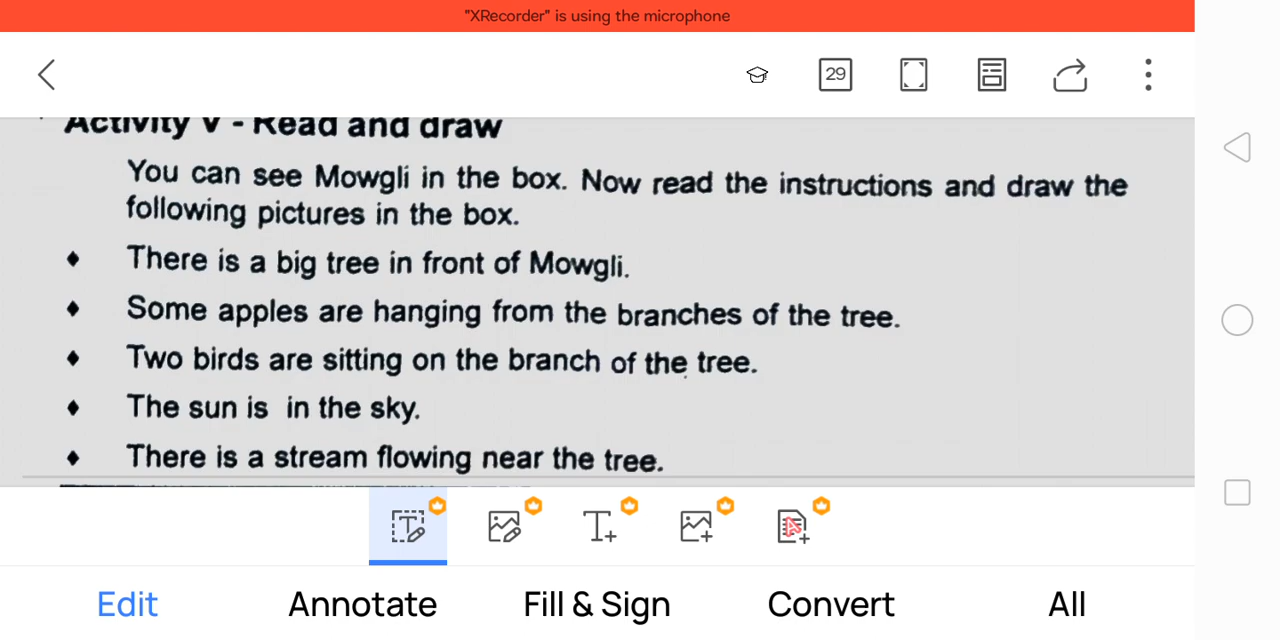 "XRecorder" is using the microphone
29
Activity V - Read and draw
You can see Mowgli in the box. Now read the instructions and draw the
following pictures in the box.
There is a big tree in front of Mowgli.
Some apples are hanging from the branches of the tree.
Two birds are sitting on the branch of the tree.
The sun is in the sky.
There is a stream flowing near the tree.
Edit Annotate Fill & Sign Convert All